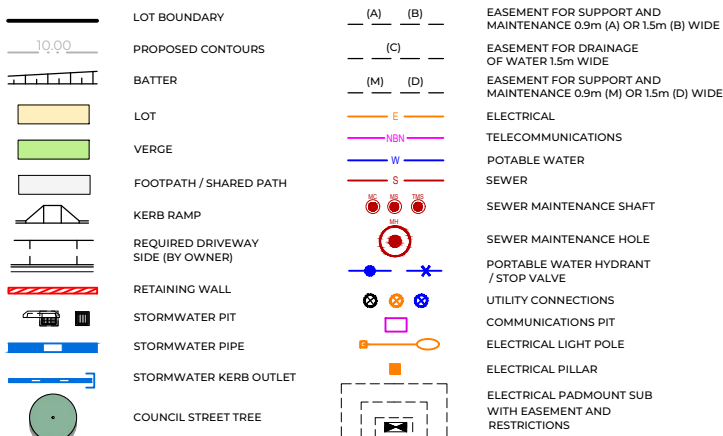 LOT BOUNDARY
10.00
PROPOSED CONTOURS
BATTER
LOT
VERGE
FOOTPATH / SHARED PATH
KERB RAMP
REQUIRED DRIVEWAY
SIDE (BY OWNER)
RETAINING WALL
STORMWATER PIT
STORMWATER PIPE
STORMWATER KERB OUTLET
COUNCIL STREET TREE
(A) (B)
EASEMENT FOR SUPPORT AND
MAINTENANCE 0.9m (A) OR 1.5m (B) WIDE
(C)
EASEMENT FOR DRAINAGE
OF WATER 1.5m WIDE
(M) (D)
EASEMENT FOR SUPPORT AND
MAINTENANCE 0.9m (M) OR 1.5m (D) WIDE
E
ELECTRICAL
NBN
TELECOMMUNICATIONS
W
POTABLE WATER
S
SEWER
MC MS TMS
SEWER MAINTENANCE SHAFT
MH
SEWER MAINTENANCE HOLE
PORTABLE WATER HYDRANT
/ STOP VALVE
UTILITY CONNECTIONS
COMMUNICATIONS PIT
ELECTRICAL LIGHT POLE
ELECTRICAL PILLAR
ELECTRICAL PADMOUNT SUB
WITH EASEMENT AND
RESTRICTIONS